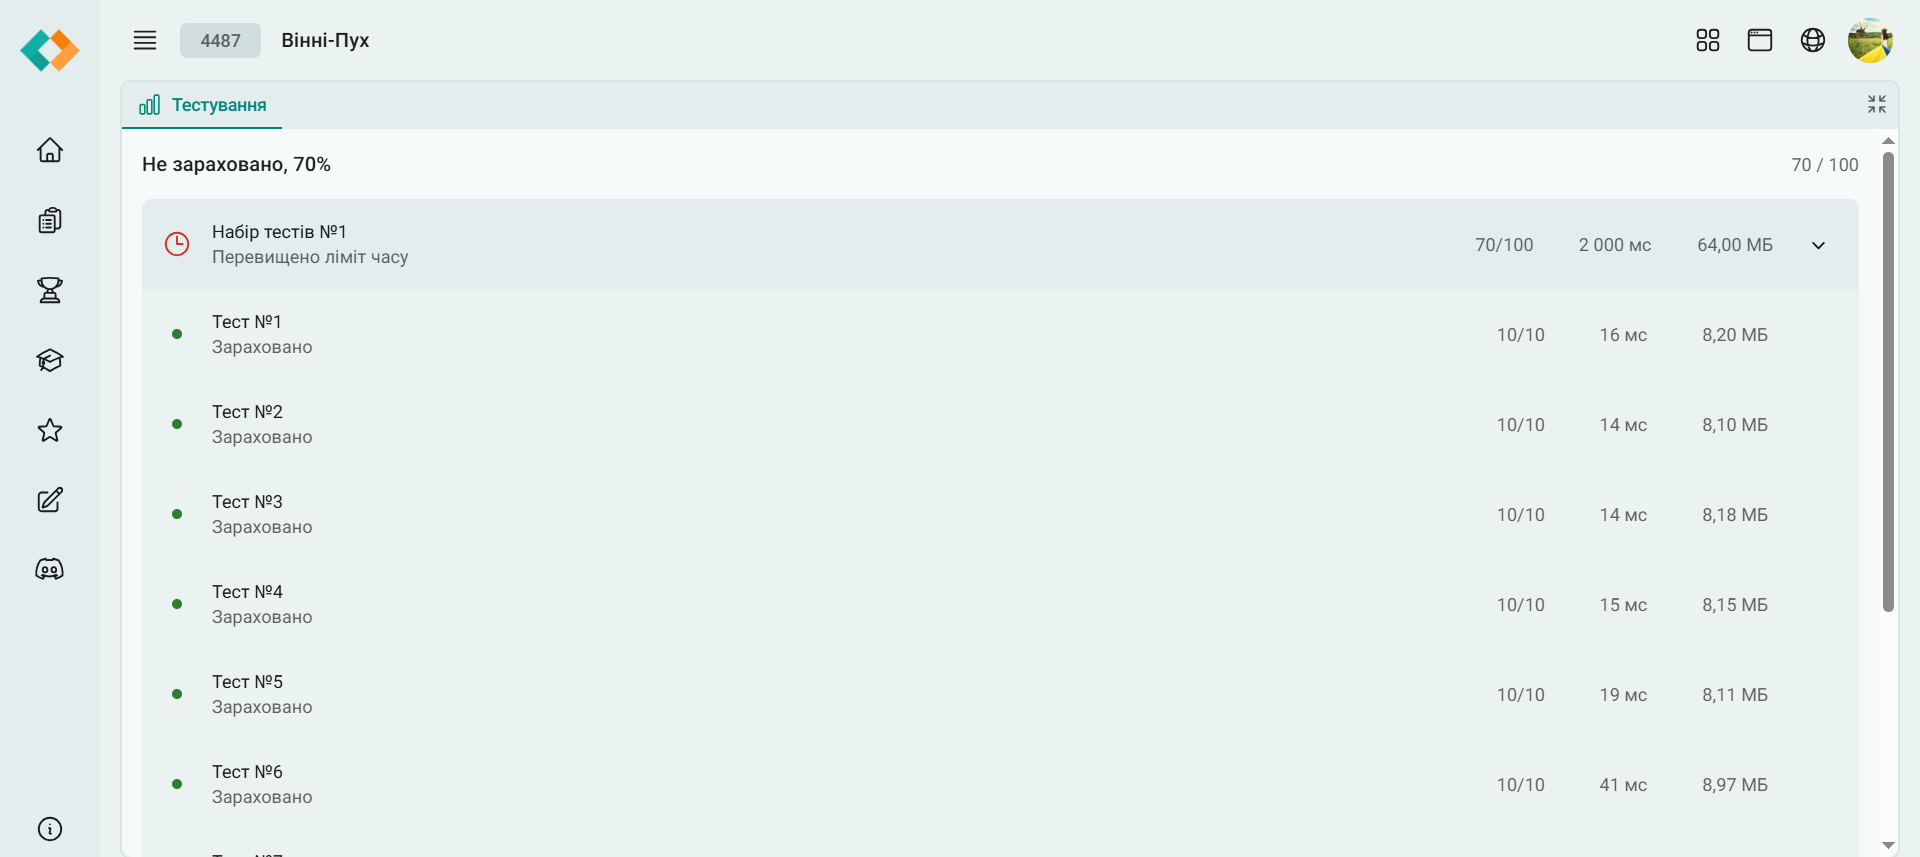 4487 Вінні-Пух
Тестування
Не зараховано, 70% 70 / 100
Набір тестів №1
Перевищено ліміт часу
70/100 2 000 мс 64,00 МБ
Тест №1
Зараховано
10/10 16 мс 8,20 МБ
Тест №2
Зараховано
10/10 14 мс 8,10 МБ
Тест №3
Зараховано
10/10 14 мс 8,18 МБ
Тест №4
Зараховано
10/10 15 мс 8,15 МБ
Тест №5
Зараховано
10/10 19 мс 8,11 МБ
Тест №6
Зараховано
10/10 41 мс 8,97 МБ